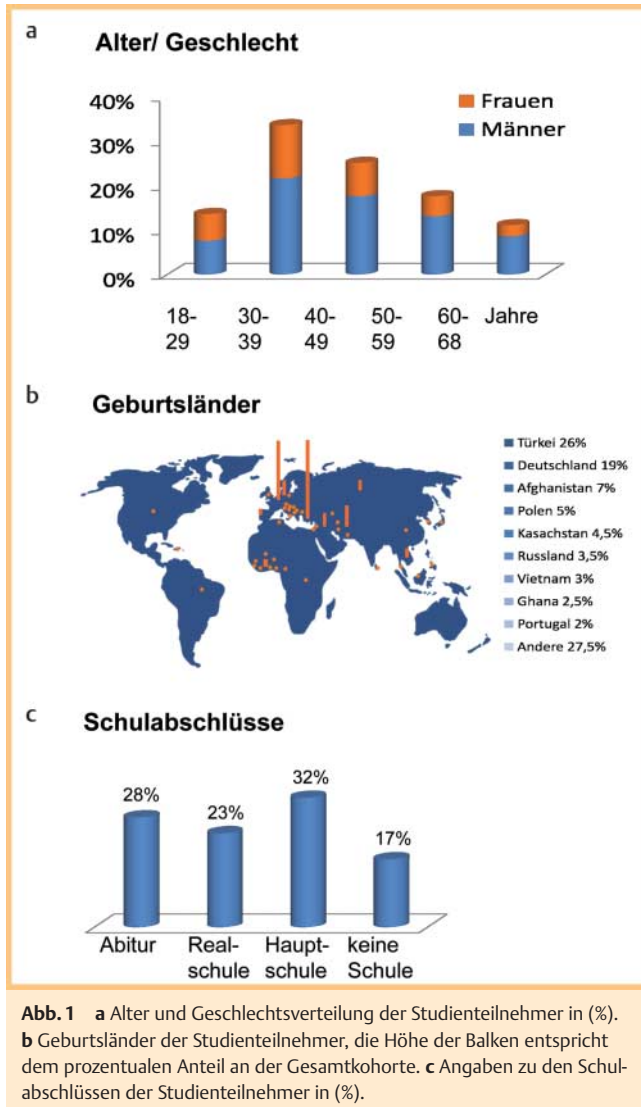 a
Alter/ Geschlecht
40%
30%
20%
10%
0%
Frauen
Männer
18-
29
30-
39
40-
49
50-
59
60-
68
Jahre
b
Geburtsländer
Türkei 26%
Deutschland 19%
Afghanistan 7%
Polen 5%
Kasachstan 4,5%
Russland 3,5%
Vietnam 3%
Ghana 2,5%
Portugal 2%
Andere 27,5%
c
Schulabschlüsse
28%
23%
32%
17%
Abitur
Real-
schule
Haupt-
schule
keine
Schule
Abb. 1 a Alter und Geschlechtsverteilung der Studienteilnehmer in (%).
b Geburtsländer der Studienteilnehmer, die Höhe der Balken entspricht
dem prozentualen Anteil an der Gesamtkohorte. c Angaben zu den Schul-
abschlüssen der Studienteilnehmer in (%).